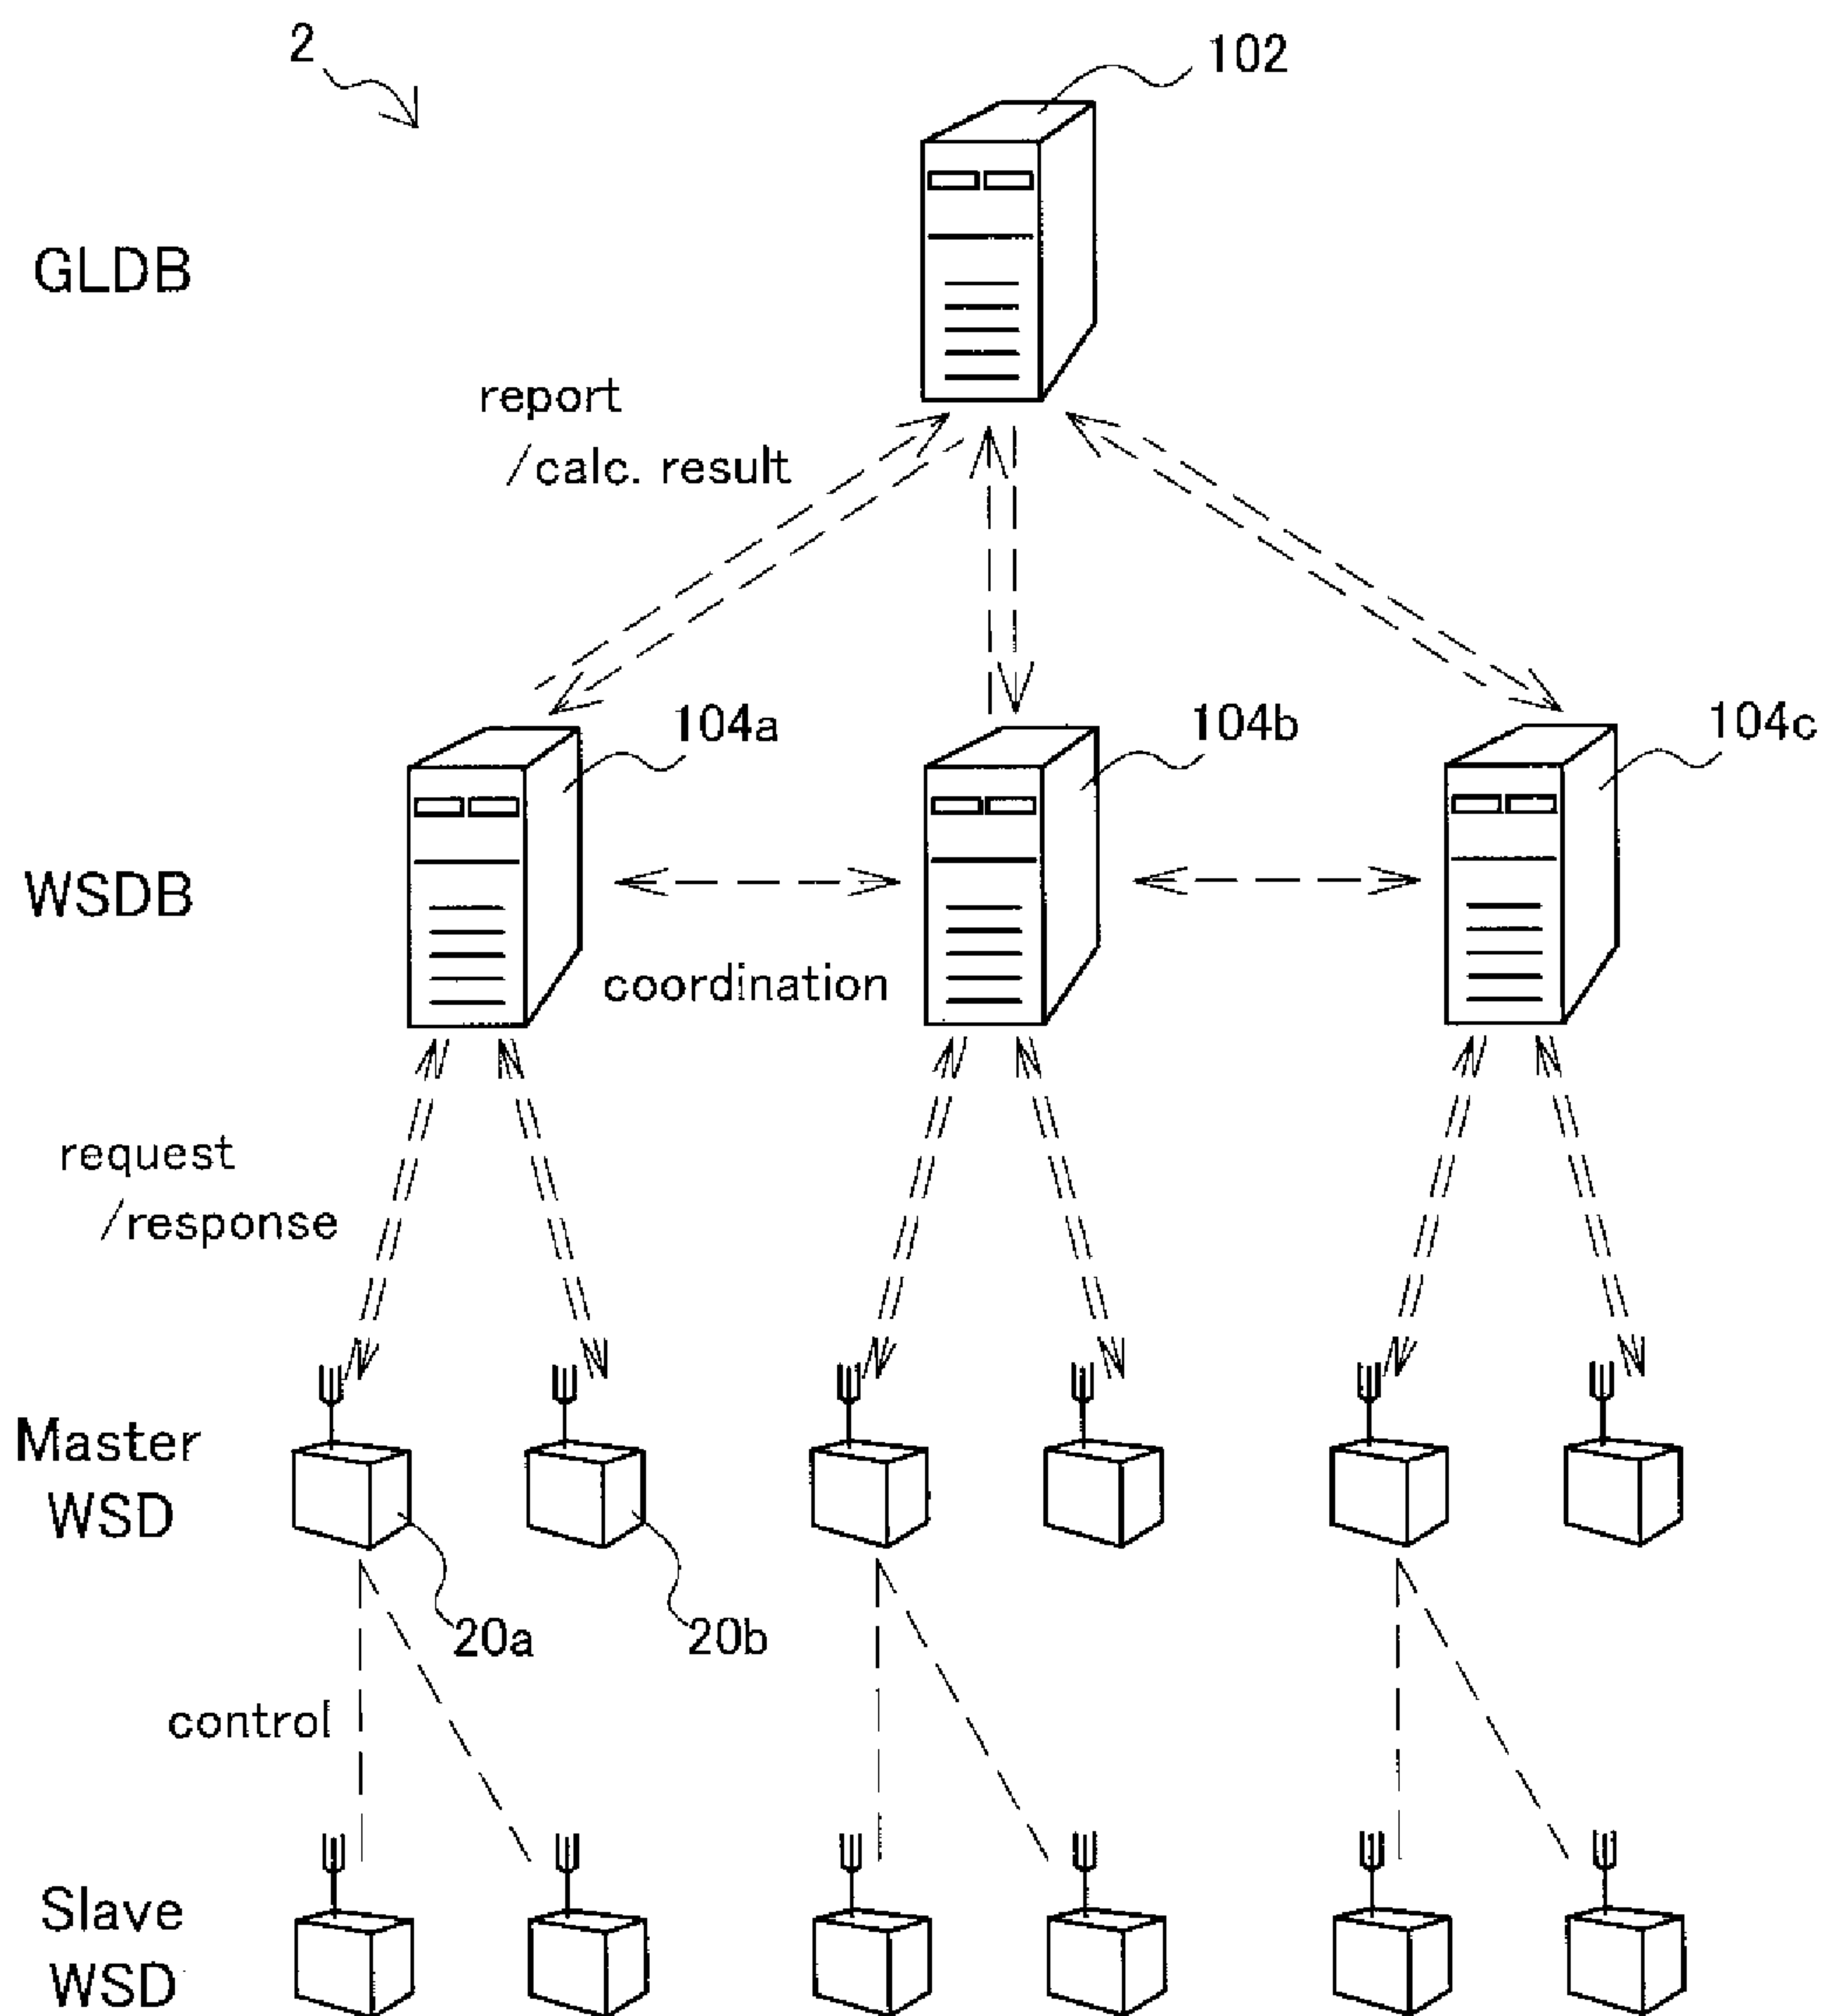 2
102
GLDB
report
/calc. result
104a
104b
104c
WSDB
coordination
request
/response
Master
WSD
20a
20b
control
Slave
WSD